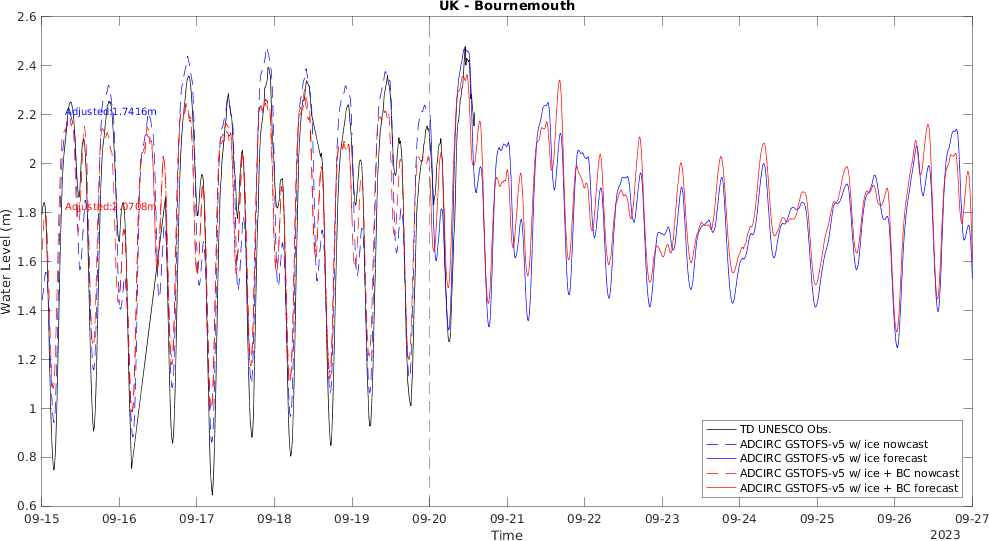 UK - Bournemouth
2.6
2.4
2.2
2
1.8
1.6
1.4
1.2
1
0.8
0.6
Water Level (m)
Adjusted:1.7416m
Adjusted:2.0708m
TD UNESCO Obs.
ADCIRC GSTOFS-v5 w/ ice nowcast
ADCIRC GSTOFS-v5 w/ ice forecast
ADCIRC GSTOFS-v5 w/ ice + BC nowcast
ADCIRC GSTOFS-v5 w/ ice + BC forecast
09-15 09-16 09-17 09-18 09-19 09-20 09-21 09-22 09-23 09-24 09-25 09-26 09-27
Time
2023